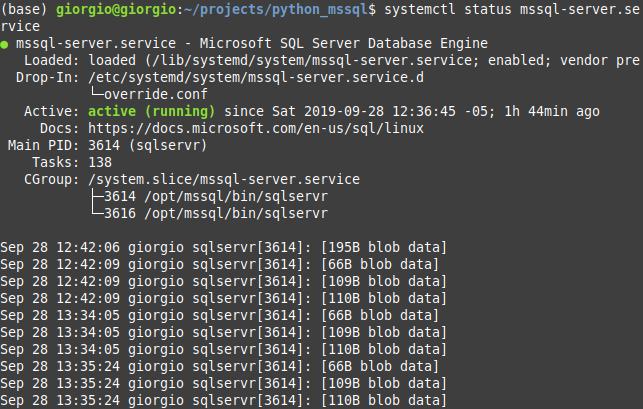 (base) giorgio@giorgio:~/projects/python_mssql$ systemctl status mssql-server.se
rvice
● mssql-server.service - Microsoft SQL Server Database Engine
   Loaded: loaded (/lib/systemd/system/mssql-server.service; enabled; vendor pre
  Drop-In: /etc/systemd/system/mssql-server.service.d
           └─override.conf
   Active: active (running) since Sat 2019-09-28 12:36:45 -05; 1h 44min ago
     Docs: https://docs.microsoft.com/en-us/sql/linux
 Main PID: 3614 (sqlservr)
    Tasks: 138
   CGroup: /system.slice/mssql-server.service
           ├─3614 /opt/mssql/bin/sqlservr
           └─3616 /opt/mssql/bin/sqlservr

Sep 28 12:42:06 giorgio sqlservr[3614]: [195B blob data]
Sep 28 12:42:09 giorgio sqlservr[3614]: [66B blob data]
Sep 28 12:42:09 giorgio sqlservr[3614]: [109B blob data]
Sep 28 12:42:09 giorgio sqlservr[3614]: [110B blob data]
Sep 28 13:34:05 giorgio sqlservr[3614]: [66B blob data]
Sep 28 13:34:05 giorgio sqlservr[3614]: [109B blob data]
Sep 28 13:34:05 giorgio sqlservr[3614]: [110B blob data]
Sep 28 13:35:24 giorgio sqlservr[3614]: [66B blob data]
Sep 28 13:35:24 giorgio sqlservr[3614]: [109B blob data]
Sep 28 13:35:24 giorgio sqlservr[3614]: [110B blob data]